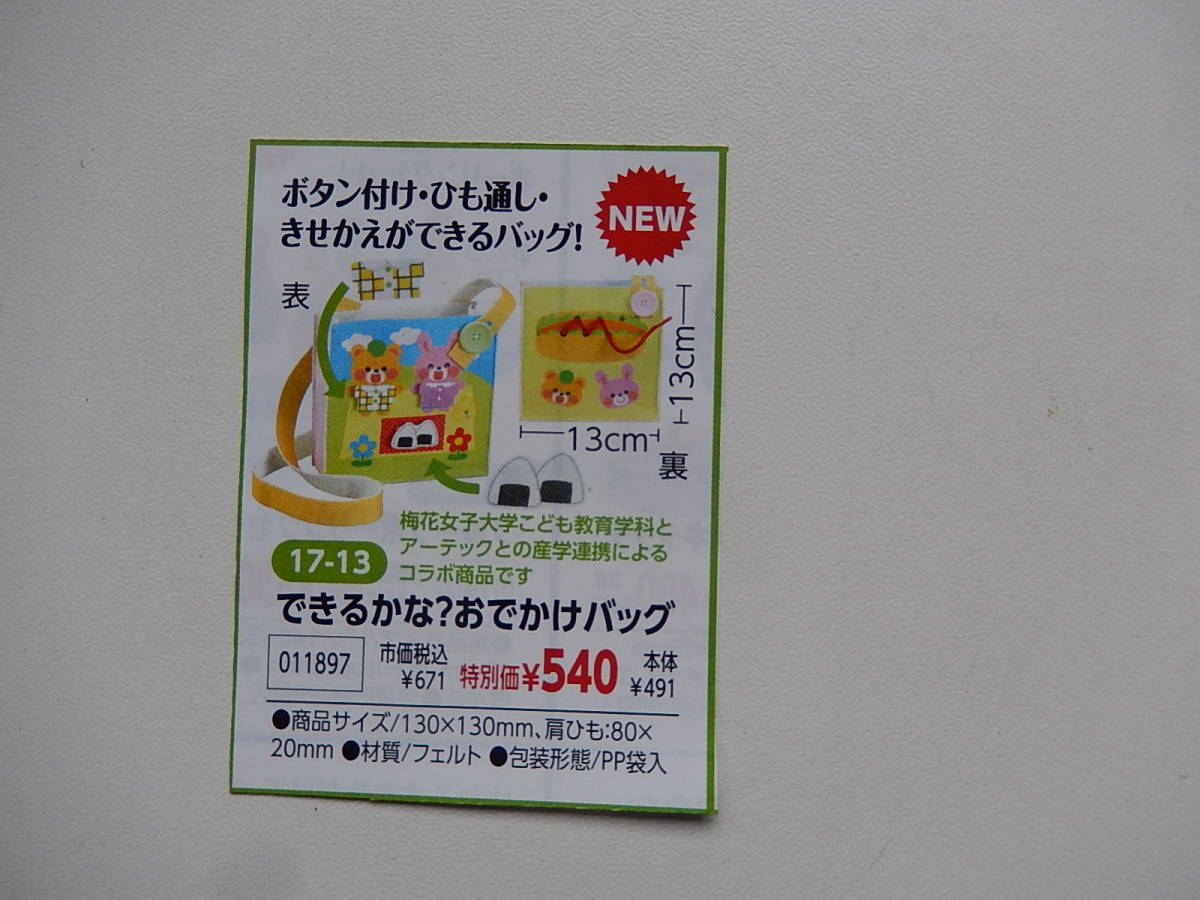 ボタン付け・ひも通し・
きせかえができるバッグ!
NEW
表
13cm
13cm
裏
梅花女子大学こども教育学科と
アーテックとの産学連携による
コラボ商品です
17-13
できるかな?おでかけバッグ
011897
市価税込
¥671
特別価¥540
本体
¥491
●商品サイズ/130×130mm、肩ひも:80×
20mm ●材質/フェルト ●包装形態/PP袋入